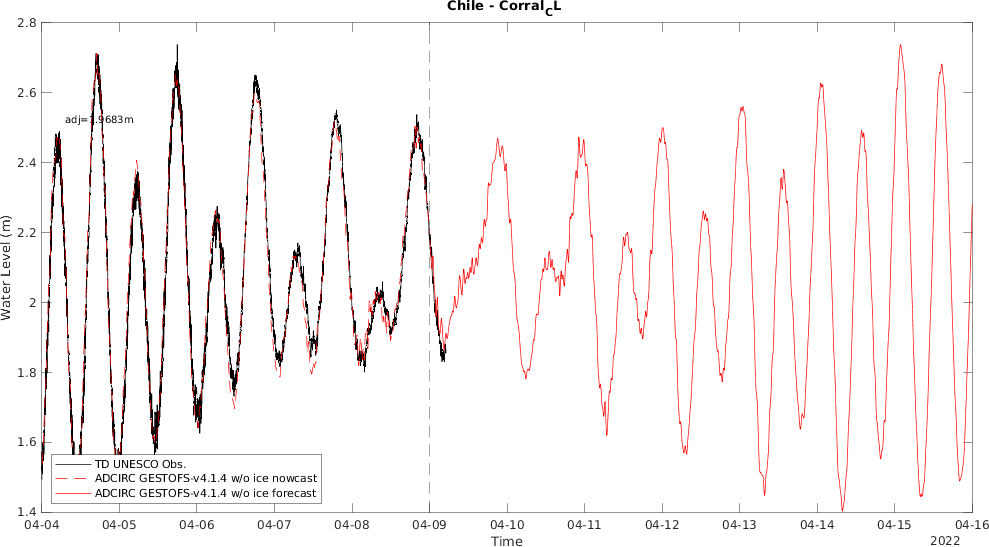 Chile - Corral_CL
2.8
2.6
2.4
2.2
2
1.8
1.6
1.4
Water Level (m)
adj=1.9683m
TD UNESCO Obs.
ADCIRC GESTOFS-v4.1.4 w/o ice nowcast
ADCIRC GESTOFS-v4.1.4 w/o ice forecast
04-04 04-05 04-06 04-07 04-08 04-09 04-10 04-11 04-12 04-13 04-14 04-15 04-16
Time
2022